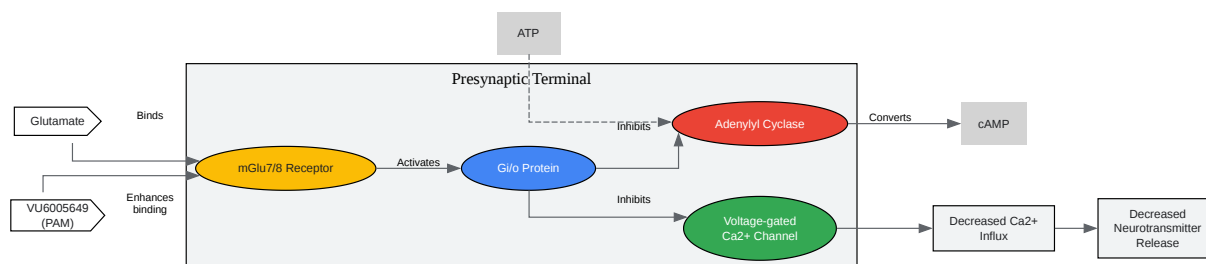 ATP
Presynaptic Terminal
Glutamate
Binds
Inhibits
Adenylyl Cyclase
Converts
cAMP
mGlu7/8 Receptor
Activates
Gi/o Protein
VU6005649
(PAM)
Enhances
binding
Inhibits
Voltage-gated
Ca2+ Channel
Decreased Ca2+
Influx
Decreased
Neurotransmitter
Release